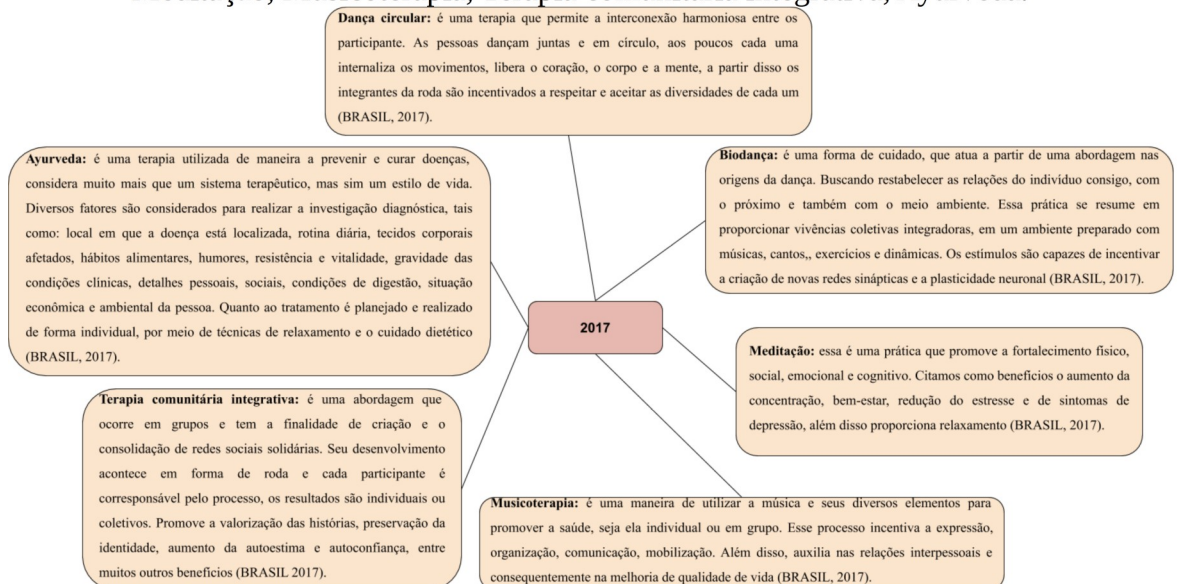 Meditação, Musicoterapia, Terapia comunitária Integrativa, Ayurveda.
Dança circular: é uma terapia que permite a interconexão harmoniosa entre os
participante. As pessoas dançam juntas e em círculo, aos poucos cada uma
internaliza os movimentos, libera o coração, o corpo e a mente, a partir disso os
integrantes da roda são incentivados a respeitar e aceitar as diversidades de cada um
(BRASIL, 2017).
Ayurveda: é uma terapia utilizada de maneira a prevenir e curar doenças,
considera muito mais que um sistema terapêutico, mas sim um estilo de vida.
Diversos fatores são considerados para realizar a investigação diagnóstica, tais
como: local em que a doença está localizada, rotina diária, tecidos corporais
afetados, hábitos alimentares, humores, resistência e vitalidade, gravidade das
condições clínicas, detalhes pessoais, sociais, condições de digestão, situação
econômica e ambiental da pessoa. Quanto ao tratamento é planejado e realizado
de forma individual, por meio de técnicas de relaxamento e o cuidado dietético
(BRASIL, 2017).
Biodança: é uma forma de cuidado, que atua a partir de uma abordagem nas
origens da dança. Buscando restabelecer as relações do indivíduo consigo, com
o próximo e também com o meio ambiente. Essa prática se resume em
proporcionar vivências coletivas integradoras, em um ambiente preparado com
músicas, cantos,, exercícios e dinâmicas. Os estímulos são capazes de incentivar
a criação de novas redes sinápticas e a plasticidade neuronal (BRASIL, 2017).
2017
Meditação: essa é uma prática que promove a fortalecimento físico,
social, emocional e cognitivo. Citamos como benefícios o aumento da
concentração, bem-estar, redução do estresse e de sintomas de
depressão, além disso proporciona relaxamento (BRASIL, 2017).
Terapia comunitária integrativa: é uma abordagem que
ocorre em grupos e tem a finalidade de criação e o
consolidação de redes sociais solidárias. Seu desenvolvimento
acontece em forma de roda e cada participante é
corresponsável pelo processo, os resultados são individuais ou
coletivos. Promove a valorização das histórias, preservação da
identidade, aumento da autoestima e autoconfiança, entre
muitos outros benefícios (BRASIL 2017).
Musicoterapia: é uma maneira de utilizar a música e seus diversos elementos para
promover a saúde, seja ela individual ou em grupo. Esse processo incentiva a expressão,
organização, comunicação, mobilização. Além disso, auxilia nas relações interpessoais e
consequentemente na melhoria de qualidade de vida (BRASIL, 2017).